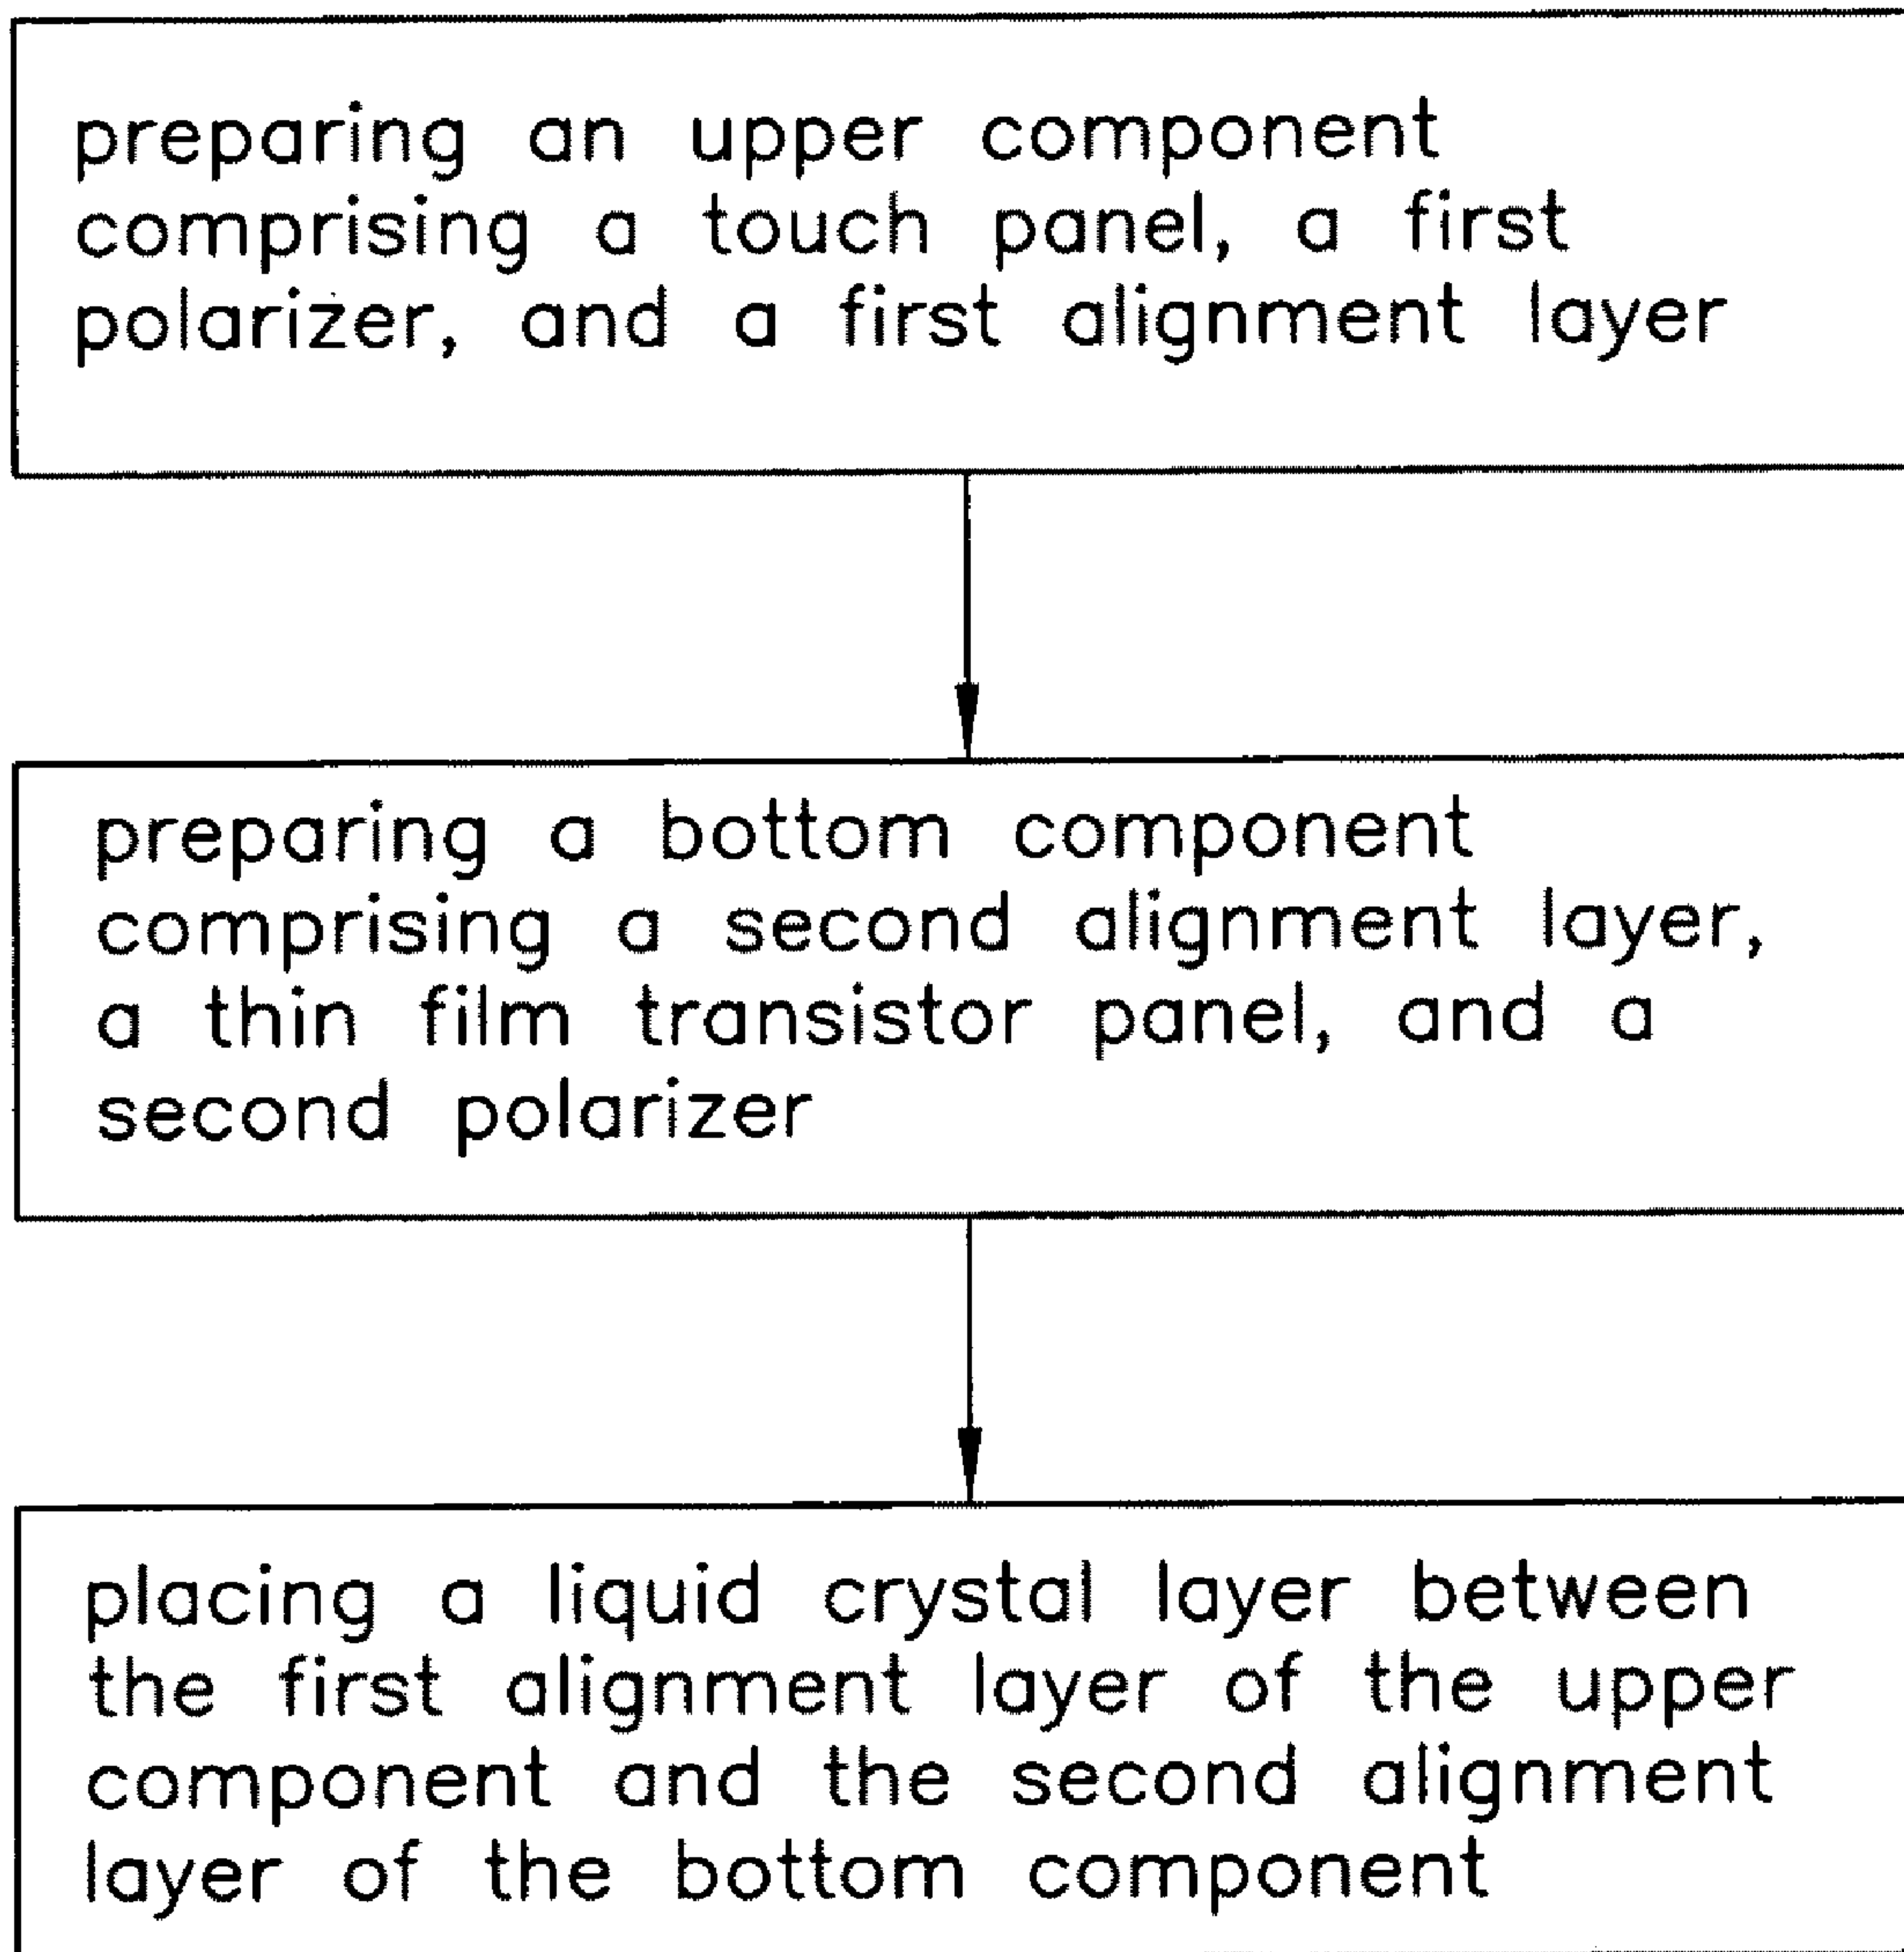 preparing an upper component
comprising a touch panel, a first
polarizer, and a first alignment layer
preparing a bottom component
comprising a second alignment layer,
a thin film transistor panel, and a
second polarizer
placing a liquid crystal layer between
the first alignment layer of the upper
component and the second alignment
layer of the bottom component